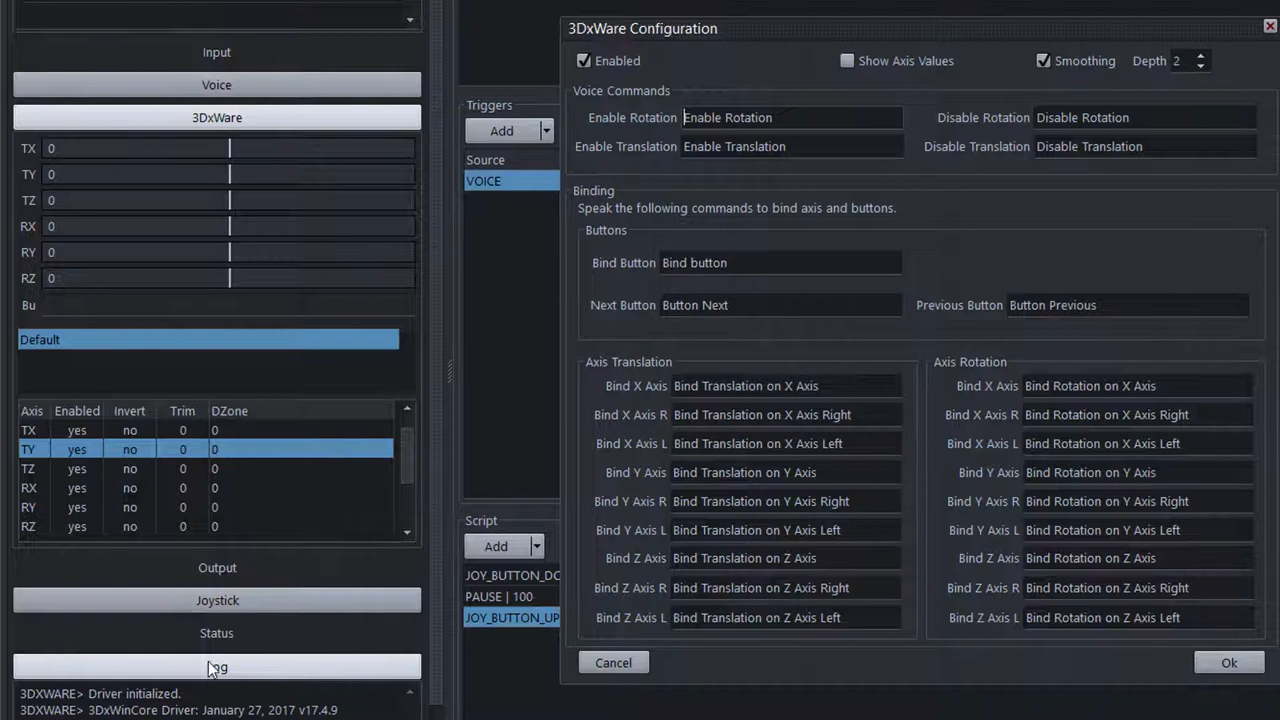 Input
Voice
3DxWare
TX 0
TY 0
TZ 0
RX 0
RY 0
RZ 0
Bu
Default
Axis Enabled Invert Trim DZone
TX yes no 0 0
TY yes no 0 0
TZ yes no 0 0
RX yes no 0 0
RY yes no 0 0
RZ yes no 0 0
Output
Joystick
Status
3DXWARE> Driver initialized.
3DXWARE> 3DxWinCore Driver: January 27, 2017 v17.4.9
Triggers
Add
Source
VOICE
Script
Add
JOY_BUTTON_DO
PAUSE | 100
JOY_BUTTON_UP
3DxWare Configuration
Enabled Show Axis Values Smoothing Depth 2
Voice Commands
Enable Rotation Enable Rotation Disable Rotation Disable Rotation
Enable Translation Enable Translation Disable Translation Disable Translation
Binding
Speak the following commands to bind axis and buttons.
Buttons
Bind Button Bind button
Next Button Button Next Previous Button Button Previous
Axis Translation
Bind X Axis Bind Translation on X Axis
Bind X Axis R Bind Translation on X Axis Right
Bind X Axis L Bind Translation on X Axis Left
Bind Y Axis Bind Translation on Y Axis
Bind Y Axis R Bind Translation on Y Axis Right
Bind Y Axis L Bind Translation on Y Axis Left
Bind Z Axis Bind Translation on Z Axis
Bind Z Axis R Bind Translation on Z Axis Right
Bind Z Axis L Bind Translation on Z Axis Left
Axis Rotation
Bind X Axis Bind Rotation on X Axis
Bind X Axis R Bind Rotation on X Axis Right
Bind X Axis L Bind Rotation on X Axis Left
Bind Y Axis Bind Rotation on Y Axis
Bind Y Axis R Bind Rotation on Y Axis Right
Bind Y Axis L Bind Rotation on Y Axis Left
Bind Z Axis Bind Rotation on Z Axis
Bind Z Axis R Bind Rotation on Z Axis Right
Bind Z Axis L Bind Rotation on Z Axis Left
Cancel Ok